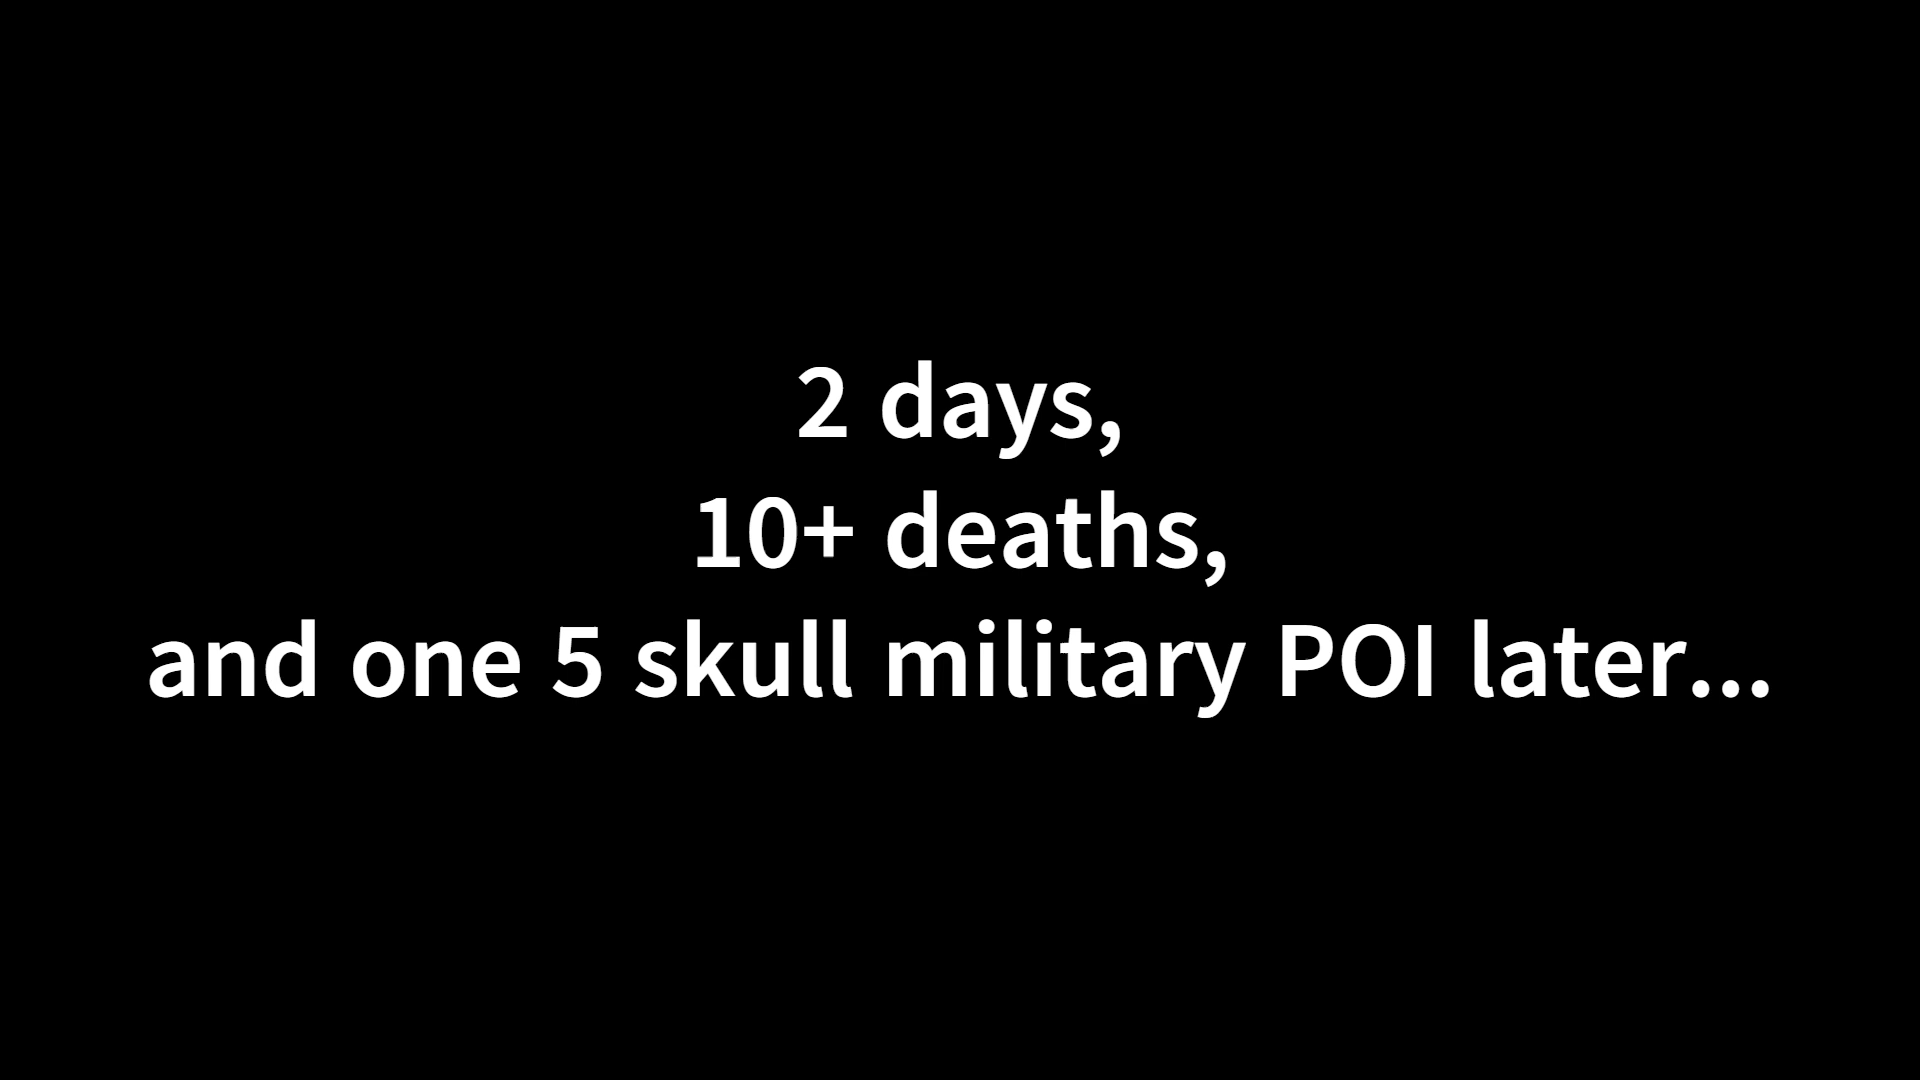 2 days,
10+ deaths,
and one 5 skull military POI later...